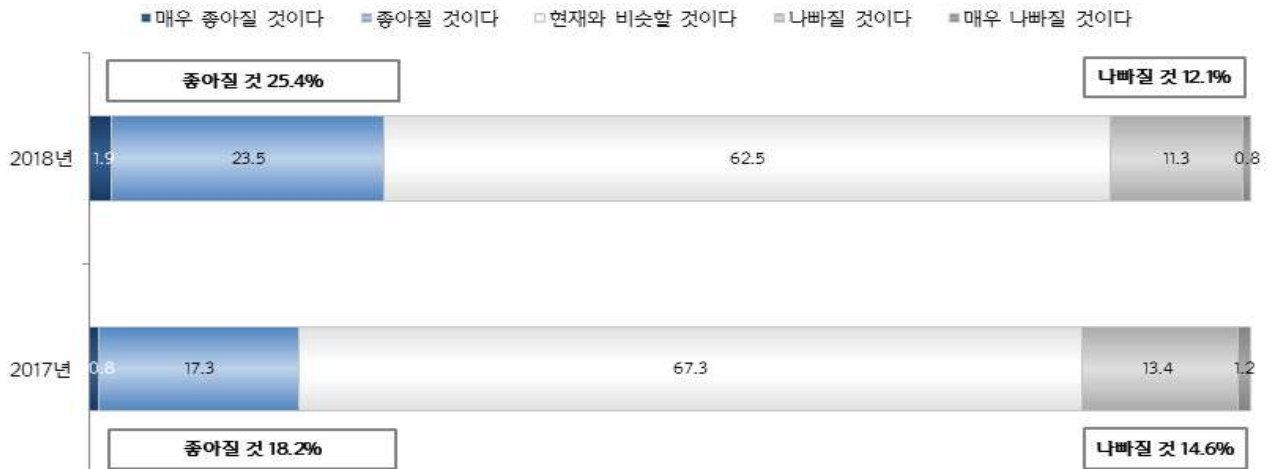 매우 좋아질 것이다 좋아질 것이다 현재와 비슷할 것이다 나빠질 것이다 매우 나빠질 것이다
좋아질 것 25.4% 나빠질 것 12.1%
2018년 1.9 23.5 62.5 11.3 0.8
2017년 0.8 17.3 67.3 13.4 1.2
좋아질 것 18.2% 나빠질 것 14.6%